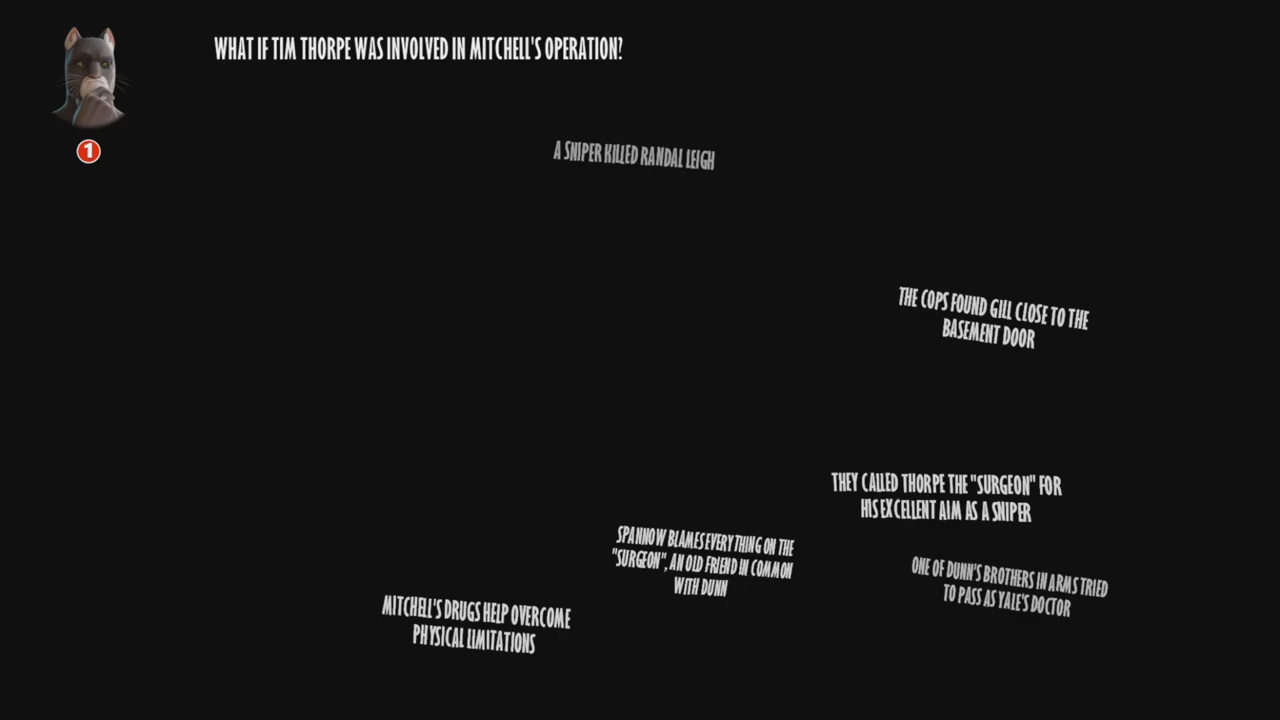 WHAT IF TIM THORPE WAS INVOLVED IN MITCHELL'S OPERATION?
1
A SNIPER KILLED RANDAL LEIGH
THE COPS FOUND GILL CLOSE TO THE
BASEMENT DOOR
THEY CALLED THORPE THE "SURGEON" FOR
HIS EXCELLENT AIM AS A SNIPER
SPANNOW BLAMES EVERYTHING ON THE
"SURGEON", AN OLD FRIEND IN COMMON
WITH DUNN
ONE OF DUNN'S BROTHERS IN ARMS TRIED
TO PASS AS YALE'S DOCTOR
MITCHELL'S DRUGS HELP OVERCOME
PHYSICAL LIMITATIONS